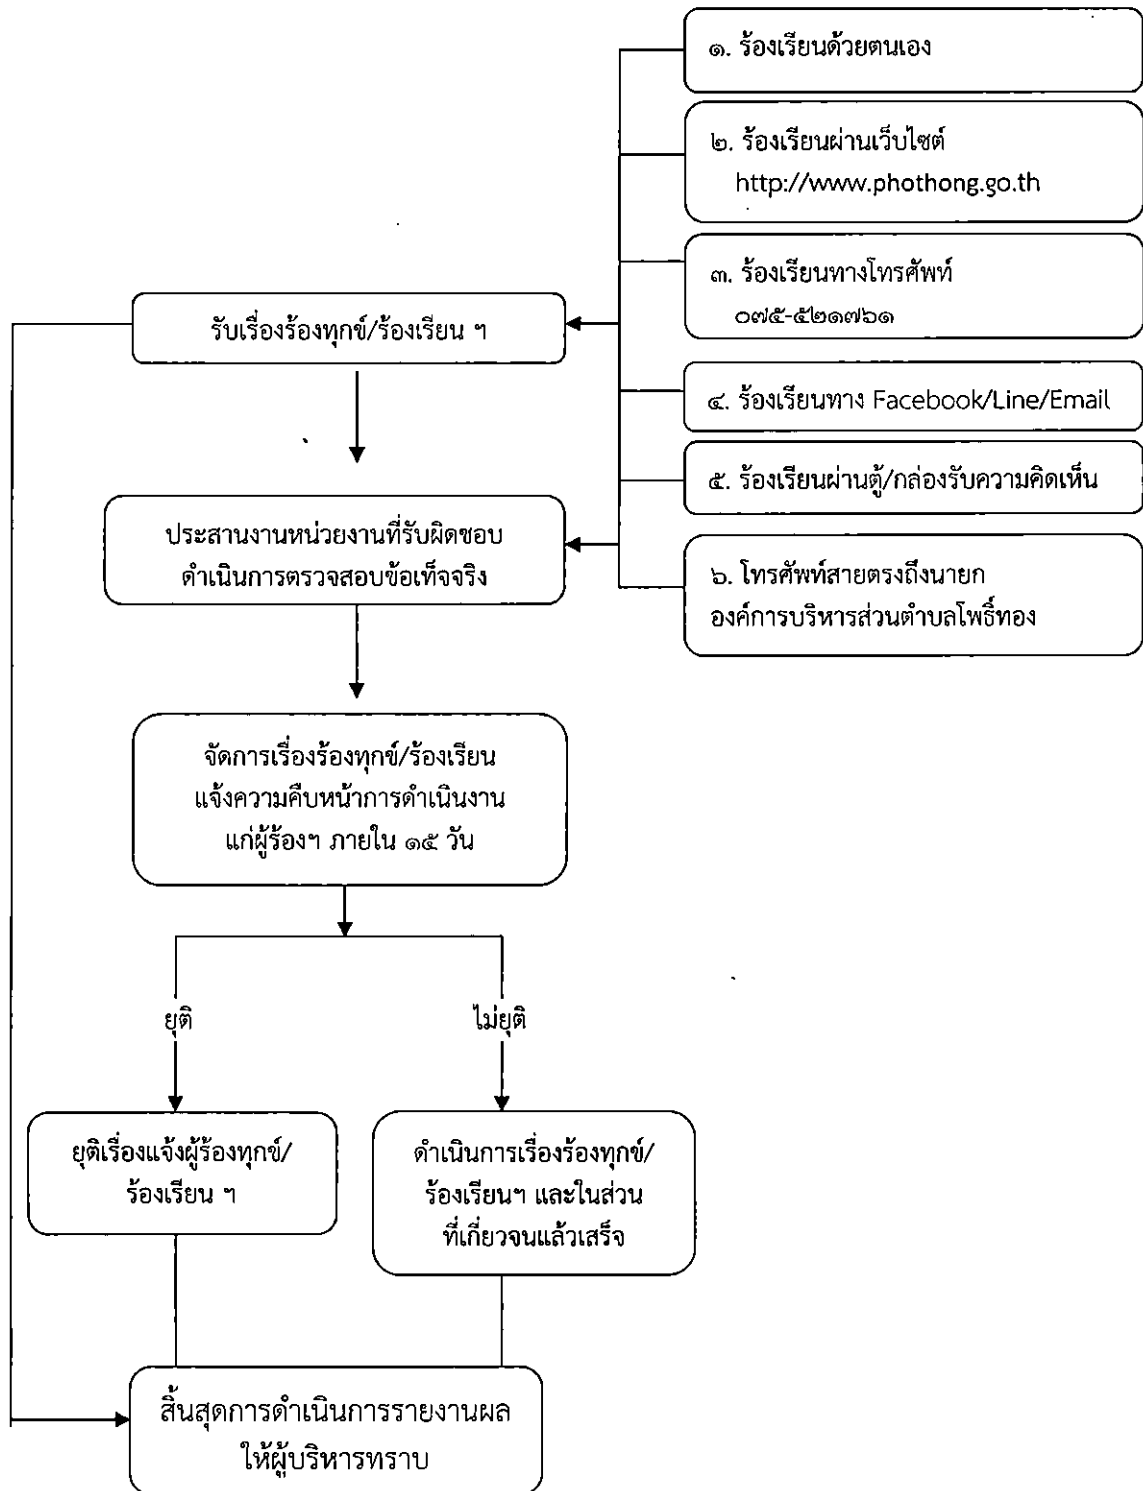 ๑. ร้องเรียนด้วยตนเอง
๒. ร้องเรียนผ่านเว็บไซต์
http://www.phothong.go.th
๓. ร้องเรียนทางโทรศัพท์
๐๗๕-๕๒๑๗๖๑
๔. ร้องเรียนทาง Facebook/Line/Email
๕. ร้องเรียนผ่านตู้/กล่องรับความคิดเห็น
๖. โทรศัพท์สายตรงถึงนายก
องค์การบริหารส่วนตำบลโพธิ์ทอง
รับเรื่องร้องทุกข์/ร้องเรียน ฯ
ประสานงานหน่วยงานที่รับผิดชอบ
ดำเนินการตรวจสอบข้อเท็จจริง
จัดการเรื่องร้องทุกข์/ร้องเรียน
แจ้งความคืบหน้าการดำเนินงาน
แก่ผู้ร้องฯ ภายใน ๑๕ วัน
ยุติ
ไม่ยุติ
ยุติเรื่องแจ้งผู้ร้องทุกข์/
ร้องเรียน ฯ
ดำเนินการเรื่องร้องทุกข์/
ร้องเรียนฯ และในส่วน
ที่เกี่ยวจนแล้วเสร็จ
สิ้นสุดการดำเนินการรายงานผล
ให้ผู้บริหารทราบ